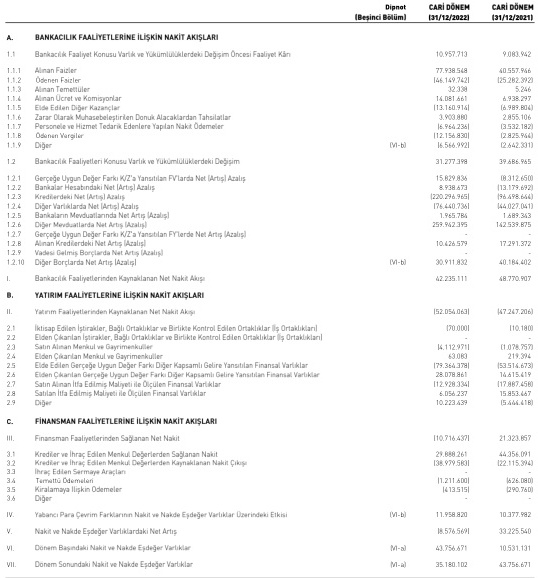 Dipnot CARİ DÖNEM CARİ DÖNEM
(Beşinci Bölüm) (31/12/2022) (31/12/2021)
A. BANKACILIK FAALİYETLERİNE İLİŞKİN NAKİT AKIŞLARI
1.1 Bankacılık Faaliyet Konusu Varlık ve Yükümlülüklerdeki Değişim Öncesi Faaliyet Kârı 10.957.713 9.083.942
1.1.1 Alınan Faizler 77.938.548 40.557.946
1.1.2 Ödenen Faizler (46.149.742) (25.282.392)
1.1.3 Alınan Temettüler 32.338 5.246
1.1.4 Alınan Ücret ve Komisyonlar 14.081.661 6.938.297
1.1.5 Elde Edilen Diğer Kazançlar (13.160.914) (6.989.804)
1.1.6 Zarar Olarak Muhasebeleştirilen Donuk Alacaklardan Tahsilatlar 3.903.880 2.855.106
1.1.7 Personele ve Hizmet Tedarik Edenlere Yapılan Nakit Ödemeler (6.964.236) (3.532.182)
1.1.8 Ödenen Vergiler (12.156.830) (2.825.944)
1.1.9 Diğer (VI-b) (6.566.992) (2.642.331)
1.2 Bankacılık Faaliyetleri Konusu Varlık ve Yükümlülüklerdeki Değişim 31.277.398 39.686.965
1.2.1 Gerçeğe Uygun Değer Farkı K/Z'a Yansıtılan FV'larda Net (Artış) Azalış 15.829.836 (8.312.650)
1.2.2 Bankalar Hesabındaki Net (Artış) Azalış 8.938.673 (13.179.692)
1.2.3 Kredilerdeki Net (Artış) Azalış (220.296.965) (96.498.644)
1.2.4 Diğer Varlıklarda Net (Artış) Azalış (76.440.736) (44.027.041)
1.2.5 Bankaların Mevduatlarında Net Artış (Azalış) 1.965.784 1.689.343
1.2.6 Diğer Mevduatlarda Net Artış (Azalış) 259.942.395 142.539.875
1.2.7 Gerçeğe Uygun Değer Farkı K/Z'a Yansıtılan FY'lerde Net Artış (Azalış) - -
1.2.8 Alınan Kredilerdeki Net Artış (Azalış) 10.426.579 17.291.372
1.2.9 Vadesi Gelmiş Borçlarda Net Artış (Azalış) - -
1.2.10 Diğer Borçlarda Net Artış (Azalış) (VI-b) 30.911.832 40.184.402
I. Bankacılık Faaliyetlerinden Kaynaklanan Net Nakit Akışı 42.235.111 48.770.907
B. YATIRIM FAALİYETLERİNE İLİŞKİN NAKİT AKIŞLARI
II. Yatırım Faaliyetlerinden Kaynaklanan Net Nakit Akışı (52.054.063) (47.247.206)
2.1 İktisap Edilen İştirakler, Bağlı Ortaklıklar ve Birlikte Kontrol Edilen Ortaklıklar (İş Ortaklıkları) (70.000) (10.180)
2.2 Elden Çıkarılan İştirakler, Bağlı Ortaklıklar ve Birlikte Kontrol Edilen Ortaklıklar (İş Ortaklıkları) - -
2.3 Satın Alınan Menkul ve Gayrimenkuller (4.112.971) (1.078.757)
2.4 Elden Çıkarılan Menkul ve Gayrimenkuller 63.083 219.394
2.5 Elde Edilen Gerçeğe Uygun Değer Farkı Diğer Kapsamlı Gelire Yansıtılan Finansal Varlıklar (79.364.378) (53.514.673)
2.6 Elden Çıkarılan Gerçeğe Uygun Değer Farkı Diğer Kapsamlı Gelire Yansıtılan Finansal Varlıklar 28.078.861 14.615.419
2.7 Satın Alınan İtfa Edilmiş Maliyeti ile Ölçülen Finansal Varlıklar (12.928.334) (17.887.458)
2.8 Satılan İtfa Edilmiş Maliyeti ile Ölçülen Finansal Varlıklar 6.056.237 15.853.467
2.9 Diğer 10.223.439 (5.444.418)
C. FİNANSMAN FAALİYETLERİNE İLİŞKİN NAKİT AKIŞLARI
III. Finansman Faaliyetlerinden Sağlanan Net Nakit (10.716.437) 21.323.857
3.1 Krediler ve İhraç Edilen Menkul Değerlerden Sağlanan Nakit 29.888.261 44.356.091
3.2 Krediler ve İhraç Edilen Menkul Değerlerden Kaynaklanan Nakit Çıkışı (38.979.583) (22.115.394)
3.3 İhraç Edilen Sermaye Araçları - -
3.4 Temettü Ödemeleri (1.211.600) (626.080)
3.5 Kiralamaya İlişkin Ödemeler (413.515) (290.760)
3.6 Diğer - -
IV. Yabancı Para Çevrim Farklarının Nakit ve Nakde Eşdeğer Varlıklar Üzerindeki Etkisi (VI-b) 11.958.820 10.377.982
V. Nakit ve Nakde Eşdeğer Varlıklardaki Net Artış (8.576.569) 33.225.540
VI. Dönem Başındaki Nakit ve Nakde Eşdeğer Varlıklar (VI-a) 43.756.671 10.531.131
VII. Dönem Sonundaki Nakit ve Nakde Eşdeğer Varlıklar (VI-a) 35.180.102 43.756.671